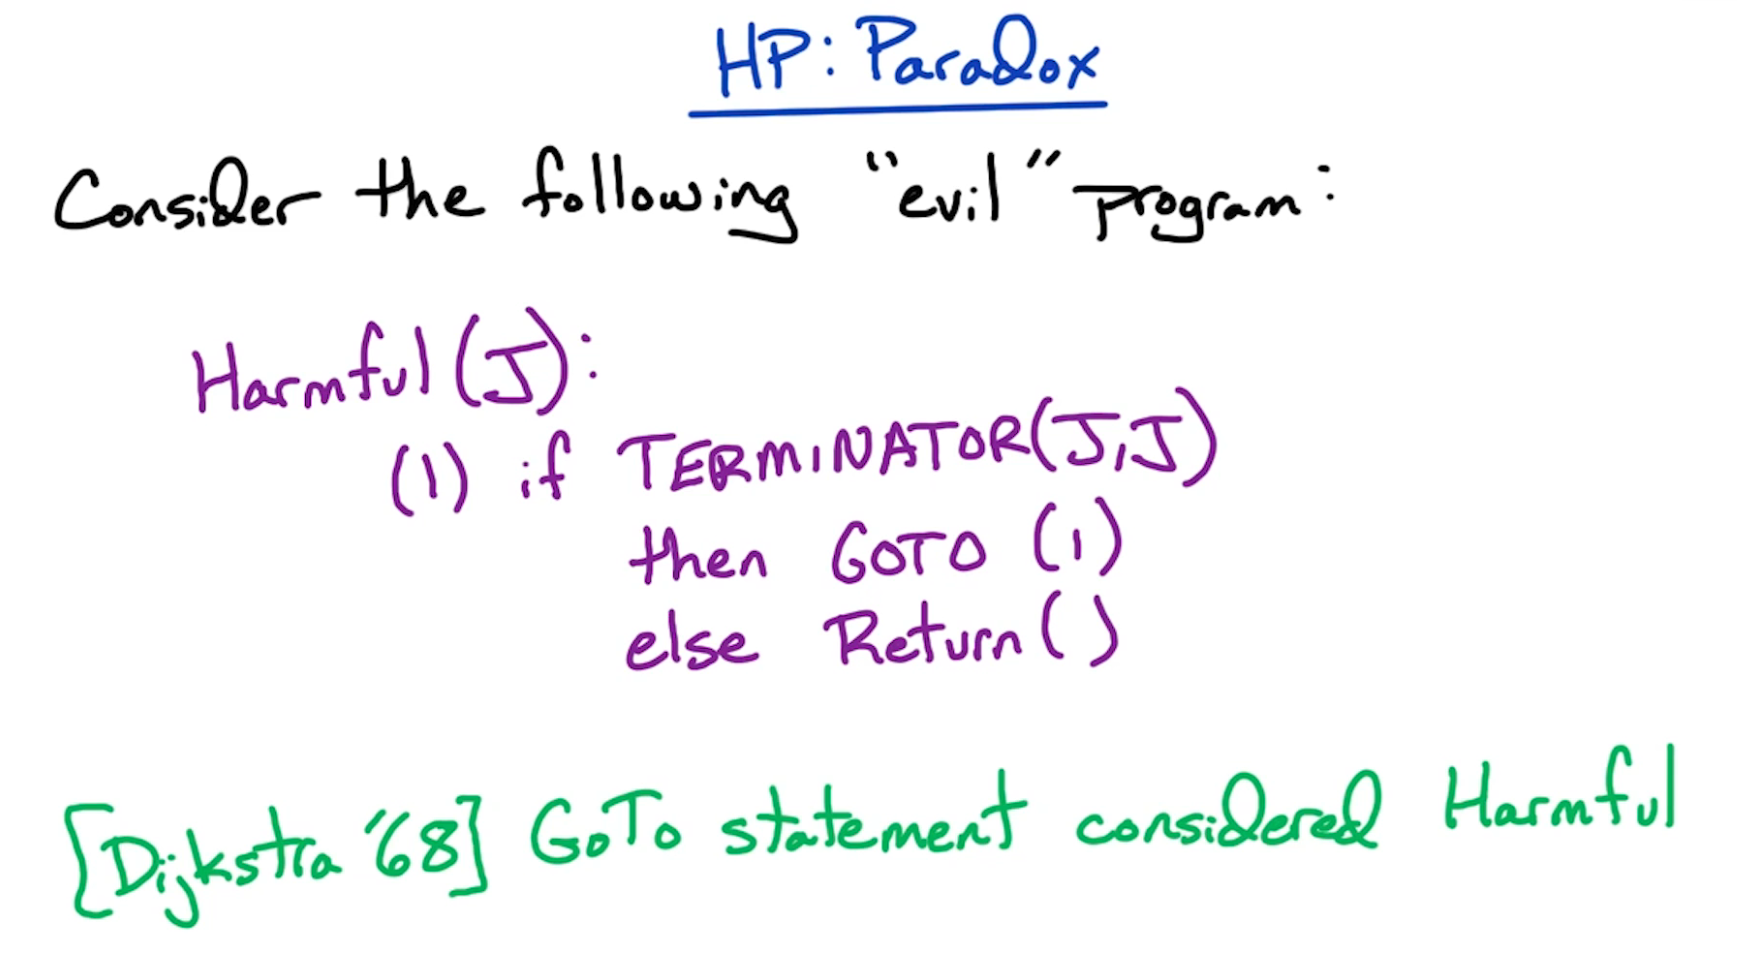 HP: Paradox
Consider the following "evil" program:
Harmful(J):
(1) if TERMINATOR(J,J)
then GOTO (1)
else Return()
[Dijkstra '68] GoTo statement considered Harmful